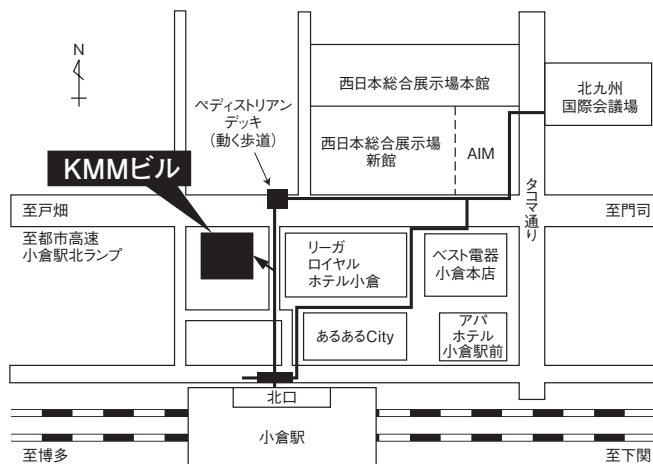 N
ペディストリアン
デッキ
（動く歩道）
西日本総合展示場本館
北九州
国際会議場
西日本総合展示場
新館
AIM
KMMビル
タコマ通り
至戸畑
至門司
至都市高速
小倉駅北ランプ
リーガ
ロイヤル
ホテル小倉
ベスト電器
小倉本店
あるあるCity
アパ
ホテル
小倉駅前
北口
小倉駅
至博多
至下関